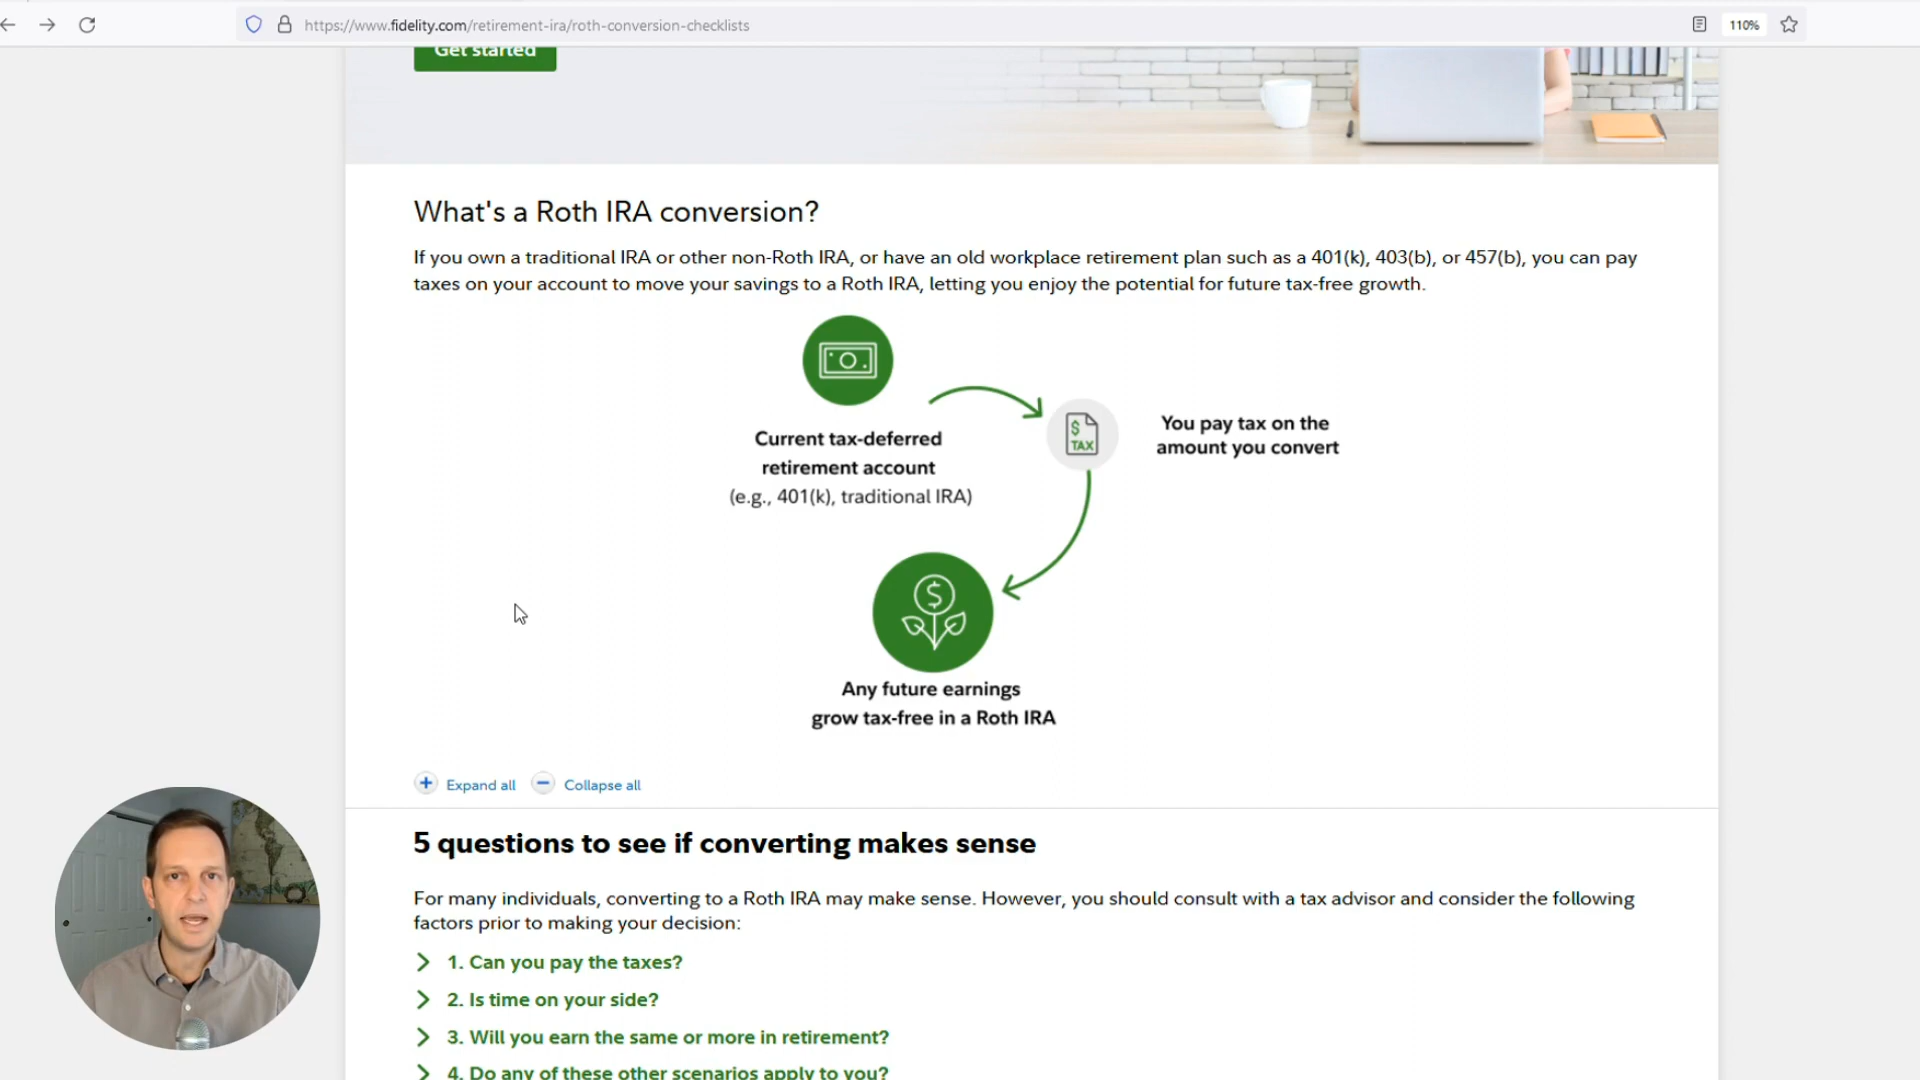 https://www.fidelity.com/retirement-ira/roth-conversion-checklists
110%
Get started
What's a Roth IRA conversion?
If you own a traditional IRA or other non-Roth IRA, or have an old workplace retirement plan such as a 401(k), 403(b), or 457(b), you can pay
taxes on your account to move your savings to a Roth IRA, letting you enjoy the potential for future tax-free growth.
Current tax-deferred
retirement account
(e.g., 401(k), traditional IRA)
$
TAX
You pay tax on the
amount you convert
$
Any future earnings
grow tax-free in a Roth IRA
Expand all
Collapse all
5 questions to see if converting makes sense
For many individuals, converting to a Roth IRA may make sense. However, you should consult with a tax advisor and consider the following
factors prior to making your decision:
1. Can you pay the taxes?
2. Is time on your side?
3. Will you earn the same or more in retirement?
4. Do any of these other scenarios apply to you?